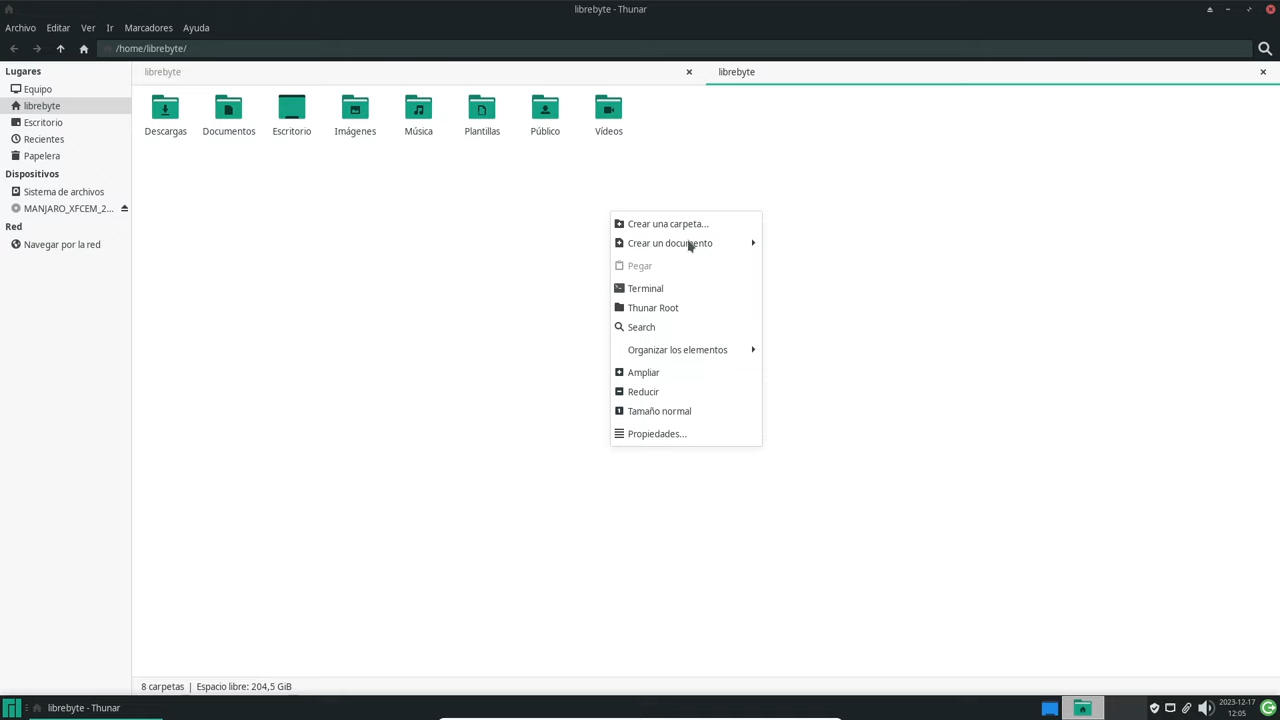 librebyte - Thunar
Archivo Editar Ver Ir Marcadores Ayuda
/home/librebyte/
Lugares
Equipo
librebyte
Escritorio
Recientes
Papelera
Dispositivos
Sistema de archivos
MANJARO_XFCEM_2...
Red
Navegar por la red
librebyte librebyte
Descargas Documentos Escritorio Imágenes Música Plantillas Público Vídeos
Crear una carpeta...
Crear un documento
Pegar
Terminal
Thunar Root
Search
Organizar los elementos
Ampliar
Reducir
Tamaño normal
Propiedades...
8 carpetas | Espacio libre: 204,5 GiB
librebyte - Thunar
2023-12-17
12:05